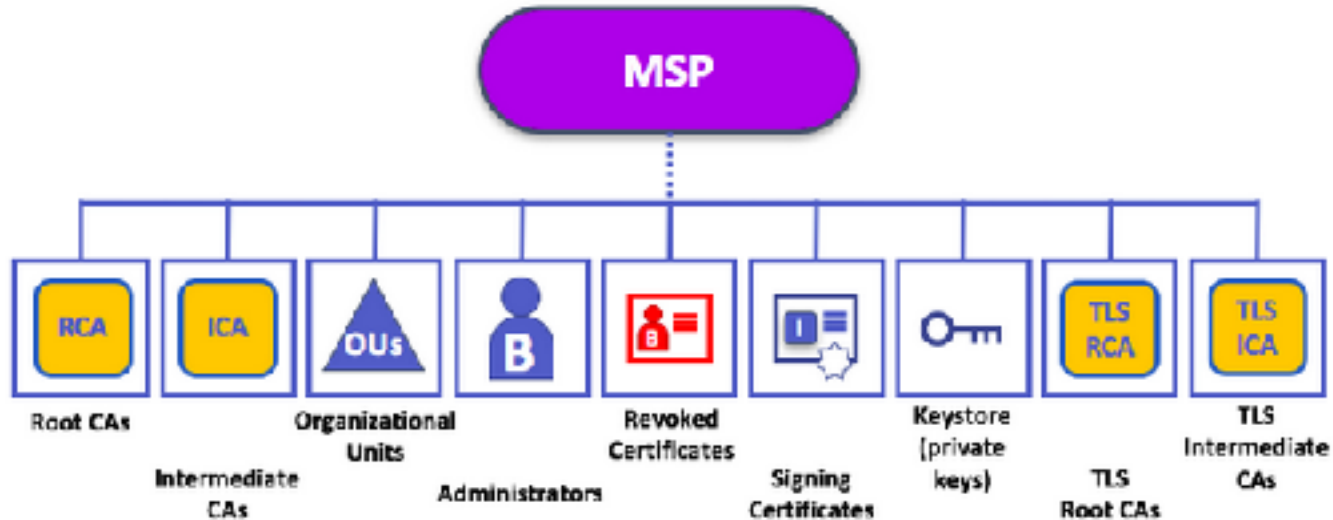 MSP
RCA
ICA
OUs
B
B
I
TLS
RCA
TLS
ICA
Root CAs
Intermediate
CAs
Organizational
Units
Administrators
Revoked
Certificates
Signing
Certificates
Keystore
(private
keys)
TLS
Root CAs
TLS
Intermediate
CAs